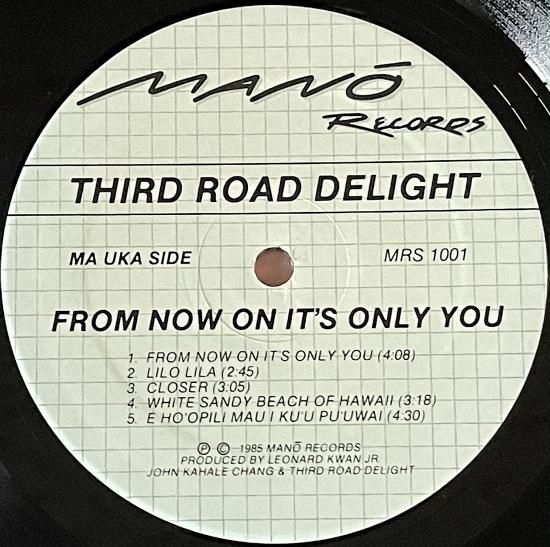 MANŌ
RECORDS
THIRD ROAD DELIGHT
MA UKA SIDE
MRS 1001
FROM NOW ON IT'S ONLY YOU
1. FROM NOW ON IT'S ONLY YOU (4:08)
2. LILO LILA (2:45)
3. CLOSER (3:05)
4. WHITE SANDY BEACH OF HAWAII (3:18)
5. E HO'OPILI MAU I KU'U PU'UWAI (4:30)
Ⓟ © 1985 MANŌ RECORDS
PRODUCED BY LEONARD KWAN JR.
JOHN KAHALE CHANG & THIRD ROAD DELIGHT